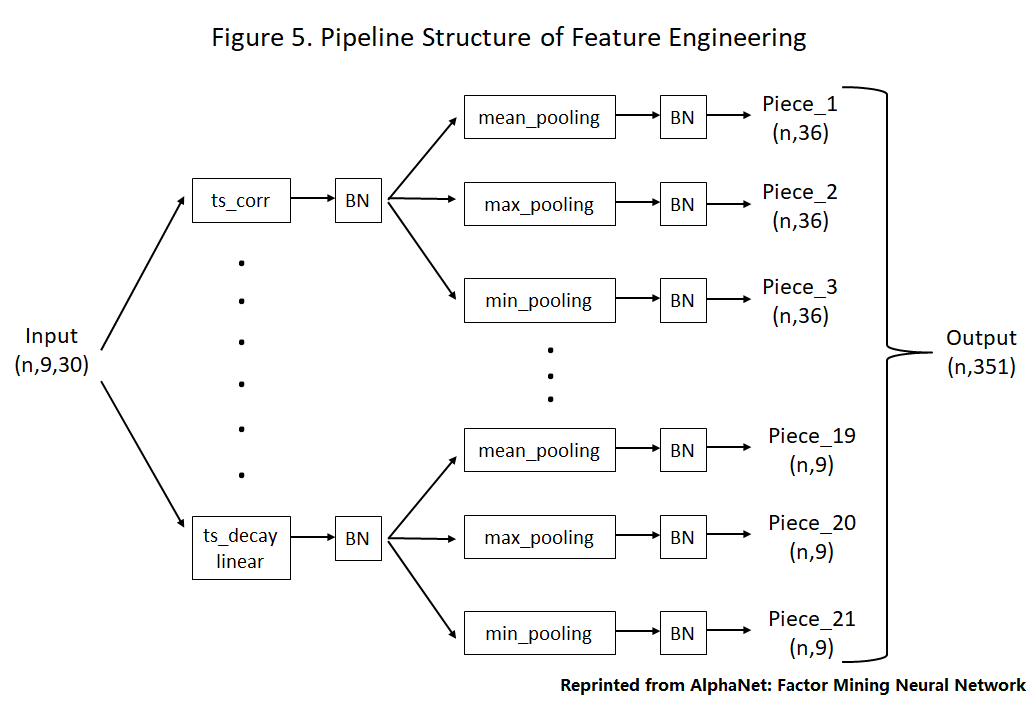 Figure 5. Pipeline Structure of Feature Engineering
Input
(n,9,30)
ts_corr
BN
mean_pooling
BN
Piece_1
(n,36)
max_pooling
BN
Piece_2
(n,36)
min_pooling
BN
Piece_3
(n,36)
ts_decay
linear
BN
mean_pooling
BN
Piece_19
(n,9)
max_pooling
BN
Piece_20
(n,9)
min_pooling
BN
Piece_21
(n,9)
Output
(n,351)
Reprinted from AlphaNet: Factor Mining Neural Network